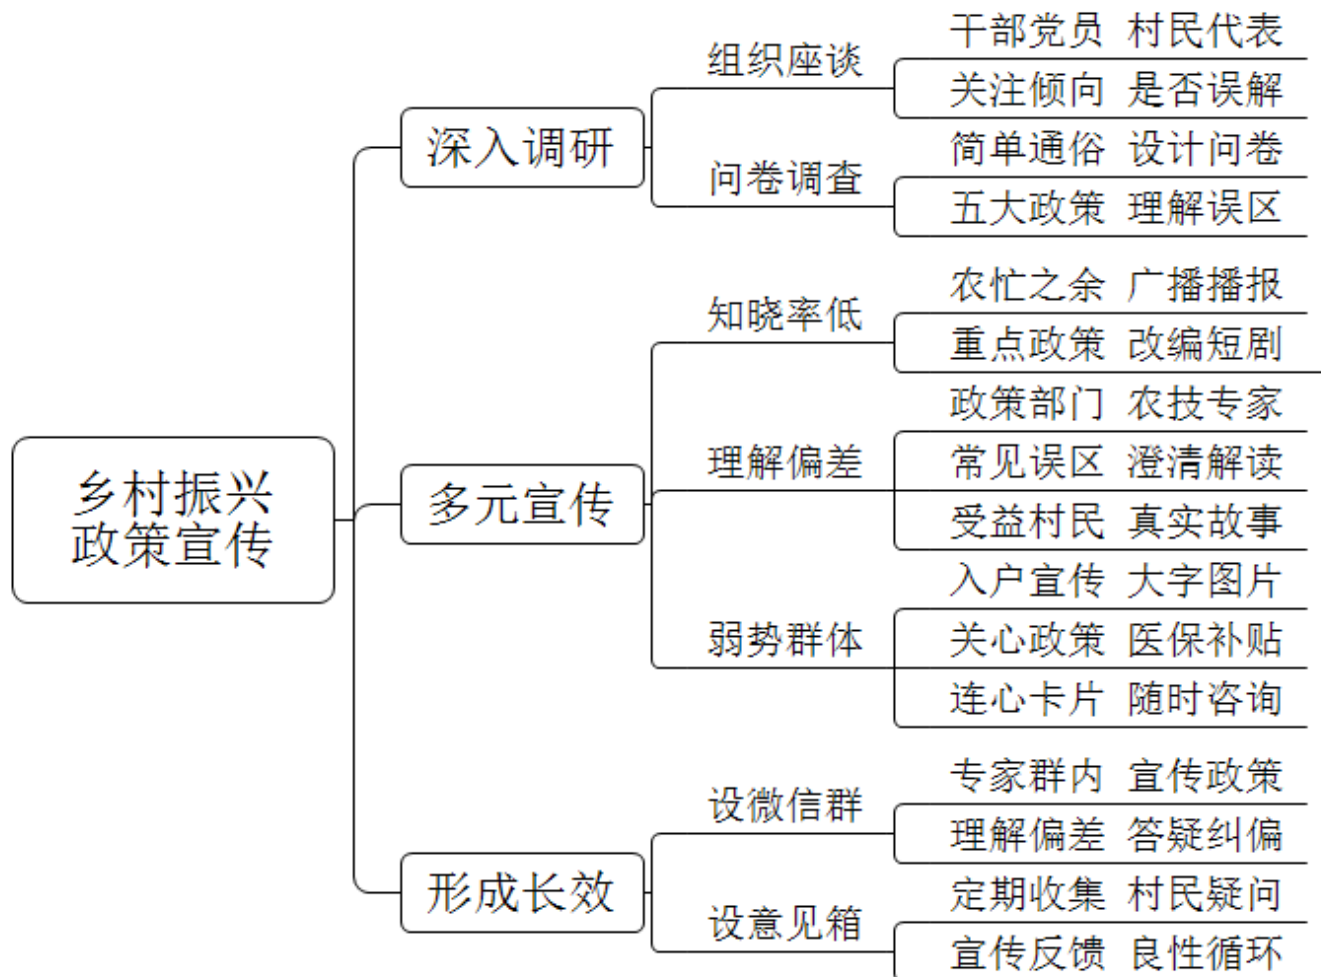 乡村振兴
政策宣传
深入调研
组织座谈
干部党员 村民代表
关注倾向 是否误解
问卷调查
简单通俗 设计问卷
五大政策 理解误区
多元宣传
知晓率低
农忙之余 广播播报
重点政策 改编短剧
理解偏差
政策部门 农技专家
常见误区 澄清解读
受益村民 真实故事
弱势群体
入户宣传 大字图片
关心政策 医保补贴
连心卡片 随时咨询
形成长效
设微信群
专家群内 宣传政策
理解偏差 答疑纠偏
设意见箱
定期收集 村民疑问
宣传反馈 良性循环